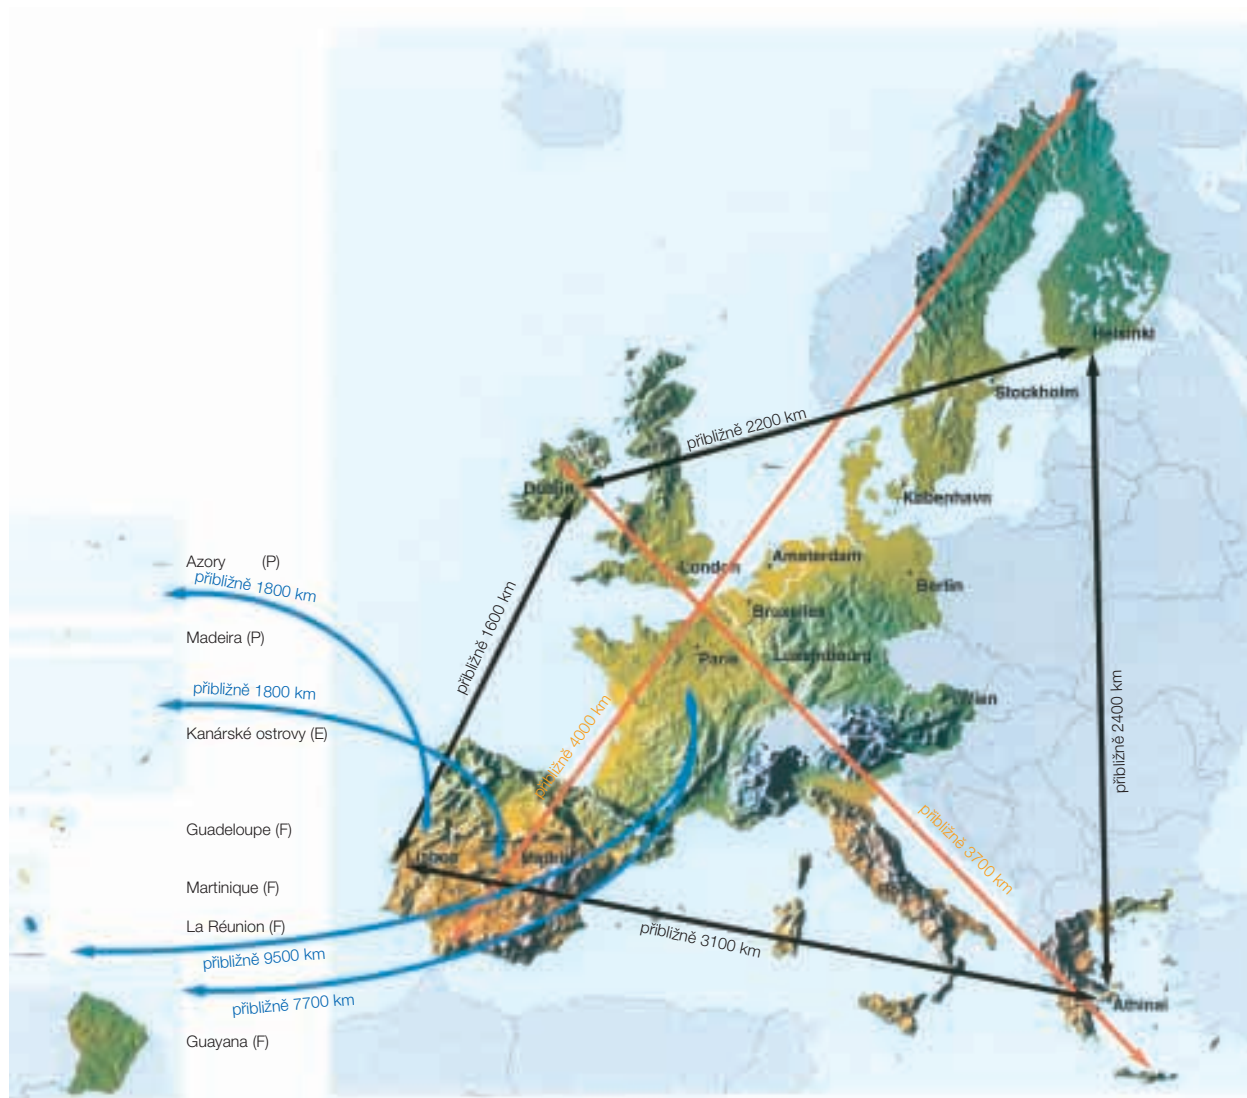 Helsinki
Stockholm
přibližně 2200 km
Dublin
København
Azory (P)
přibližně 1800 km
London
Amsterdam
Berlin
Bruxelles
přibližně 1600 km
Madeira (P)
Paris
Luxembourg
přibližně 1800 km
Wien
Kanárské ostrovy (E)
přibližně 4000 km
přibližně 2400 km
Guadeloupe (F)
přibližně 3700 km
Lisboa
Madrid
Martinique (F)
La Réunion (F)
přibližně 3100 km
přibližně 9500 km
přibližně 7700 km
Athinai
Guayana (F)